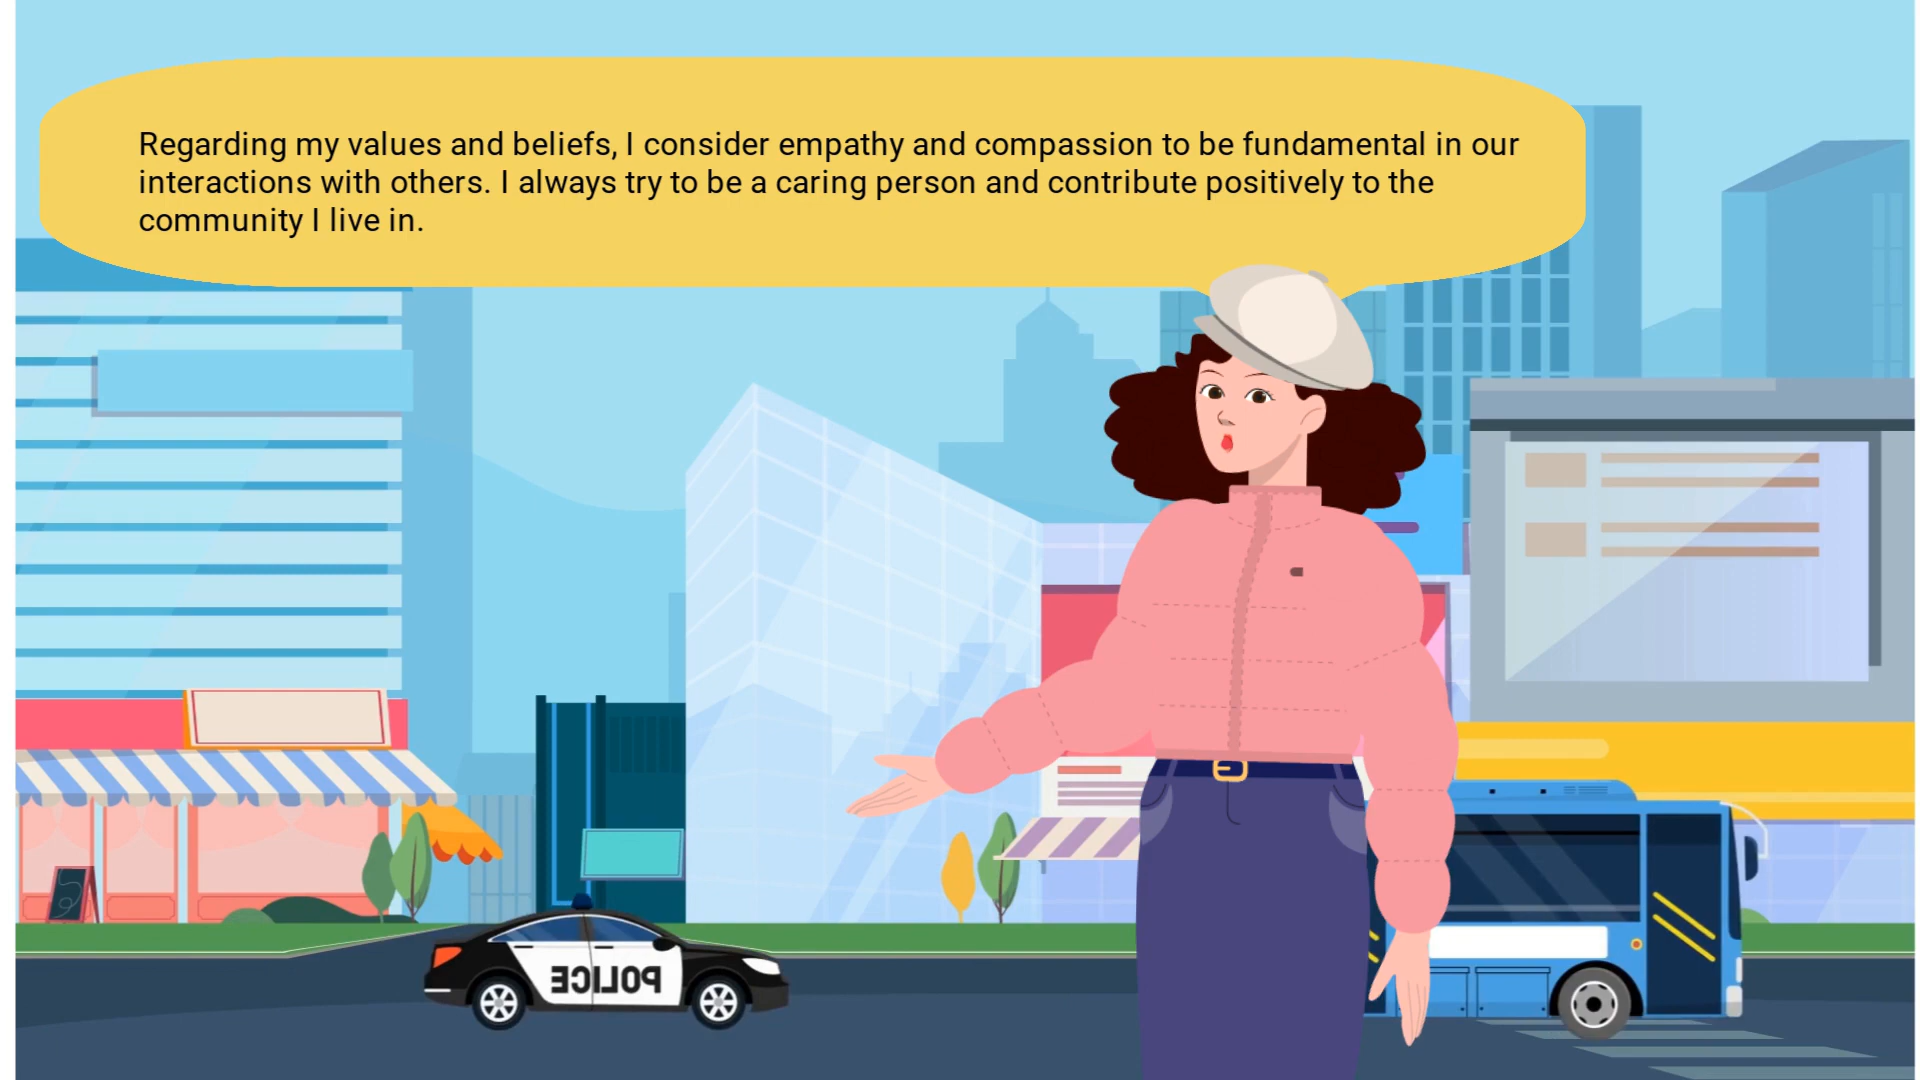 Regarding my values and beliefs, I consider empathy and compassion to be fundamental in our
interactions with others. I always try to be a caring person and contribute positively to the
community I live in.
POLICE